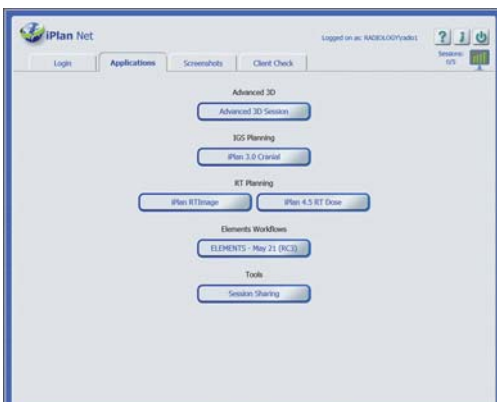 iPlan Net
Logged on as: RADIOLOGY\radio1
Sessions:
0/5
Login
Applications
Screenshots
Client Check
Advanced 3D
Advanced 3D Session
IGS Planning
iPlan 3.0 Cranial
RT Planning
iPlan RTImage
iPlan 4.5 RT Dose
Elements Workflows
ELEMENTS - May 21 (RC3)
Tools
Session Sharing